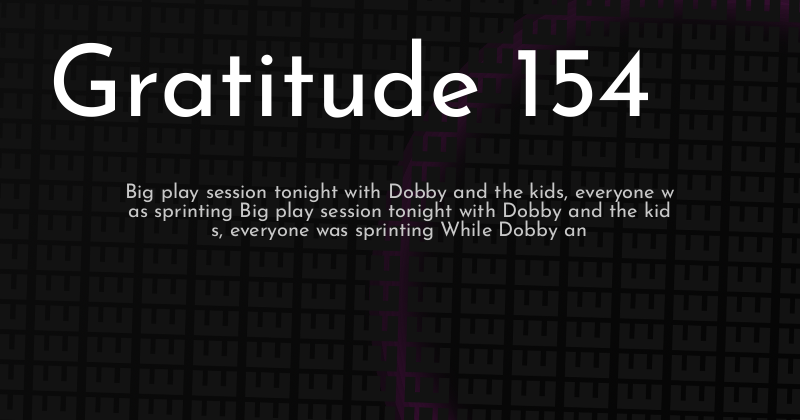 Gratitude 154
Big play session tonight with Dobby and the kids, everyone w
as sprinting Big play session tonight with Dobby and the kid
s, everyone was sprinting While Dobby an